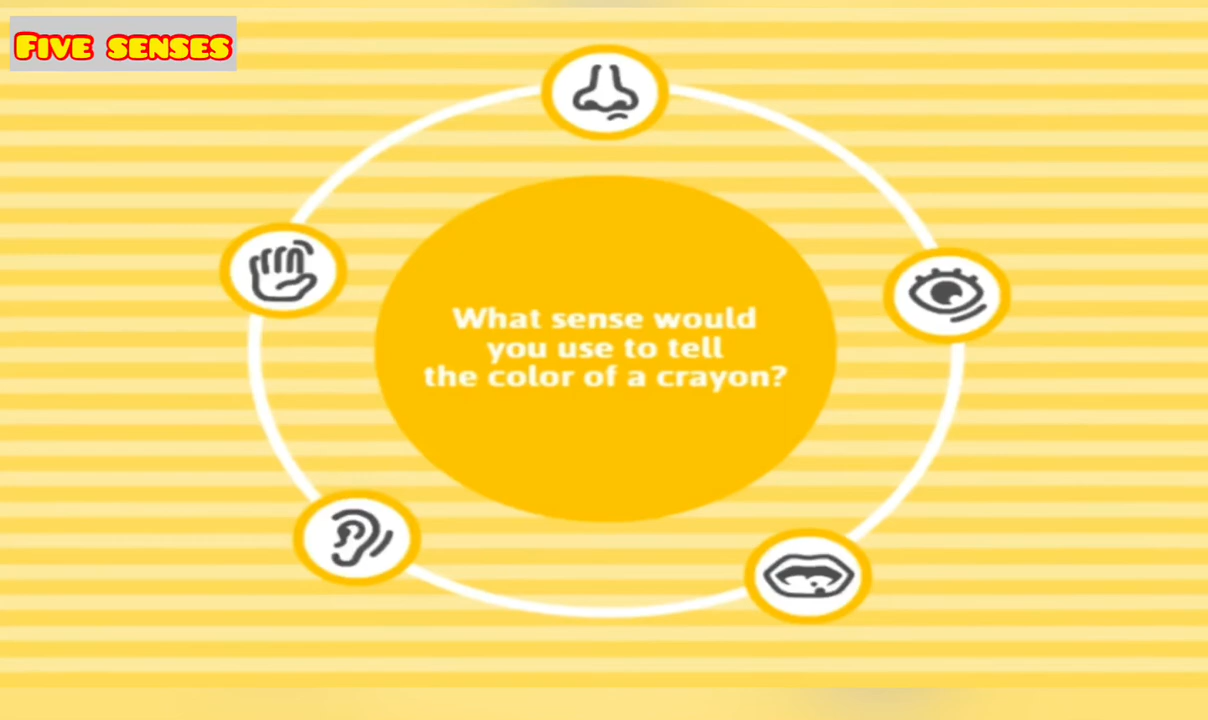 Five senses
What sense would
you use to tell
the color of a crayon?